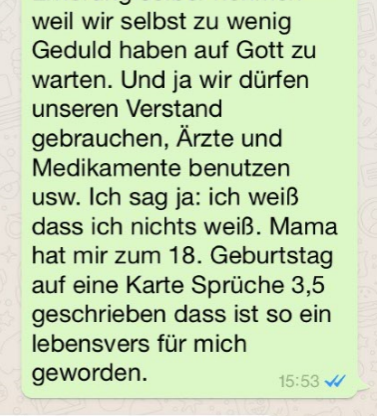 weil wir selbst zu wenig
Geduld haben auf Gott zu
warten. Und ja wir dürfen
unseren Verstand
gebrauchen, Ärzte und
Medikamente benutzen
usw. Ich sag ja: ich weiß
dass ich nichts weiß. Mama
hat mir zum 18. Geburtstag
auf eine Karte Sprüche 3,5
geschrieben dass ist so ein
lebensvers für mich
geworden.
15:53